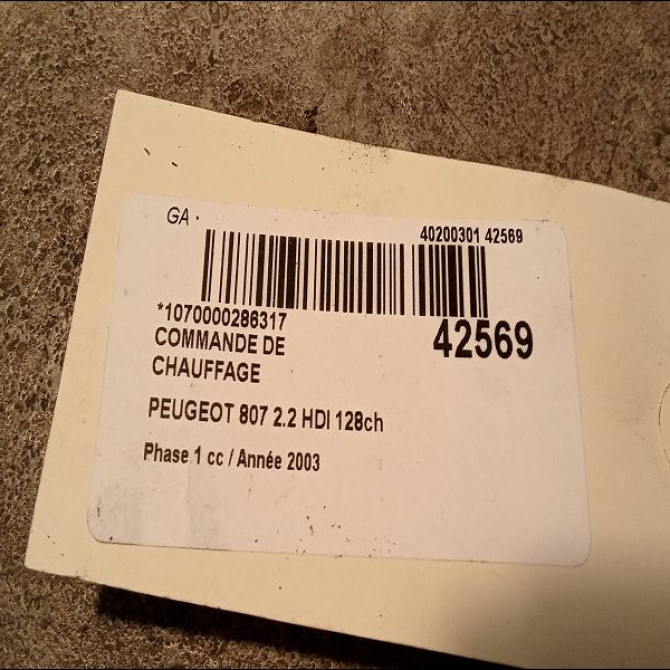 GA
40200301 42569
*1070000286317
42569
COMMANDE DE
CHAUFFAGE
PEUGEOT 807 2.2 HDI 128ch
Phase 1 cc / Année 2003